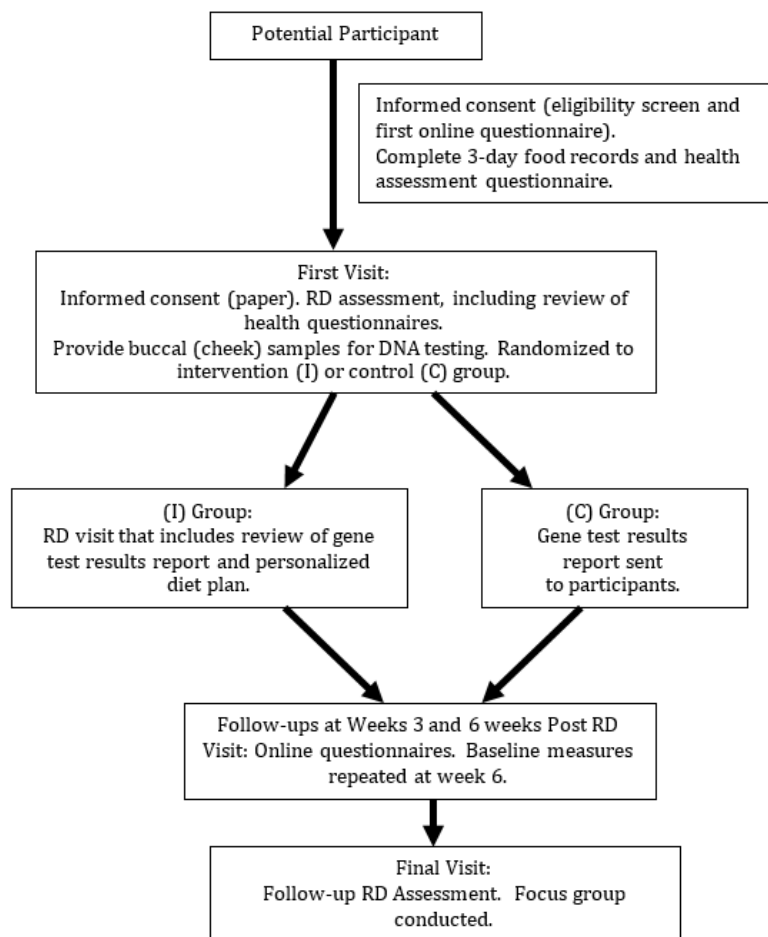 Potential Participant
Informed consent (eligibility screen and
first online questionnaire).
Complete 3-day food records and health
assessment questionnaire.
First Visit:
Informed consent (paper). RD assessment, including review of
health questionnaires.
Provide buccal (cheek) samples for DNA testing. Randomized to
intervention (I) or control (C) group.
(I) Group:
RD visit that includes review of gene
test results report and personalized
diet plan.
(C) Group:
Gene test results
report sent
to participants.
Follow-ups at Weeks 3 and 6 weeks Post RD
Visit: Online questionnaires. Baseline measures
repeated at week 6.
Final Visit:
Follow-up RD Assessment. Focus group
conducted.